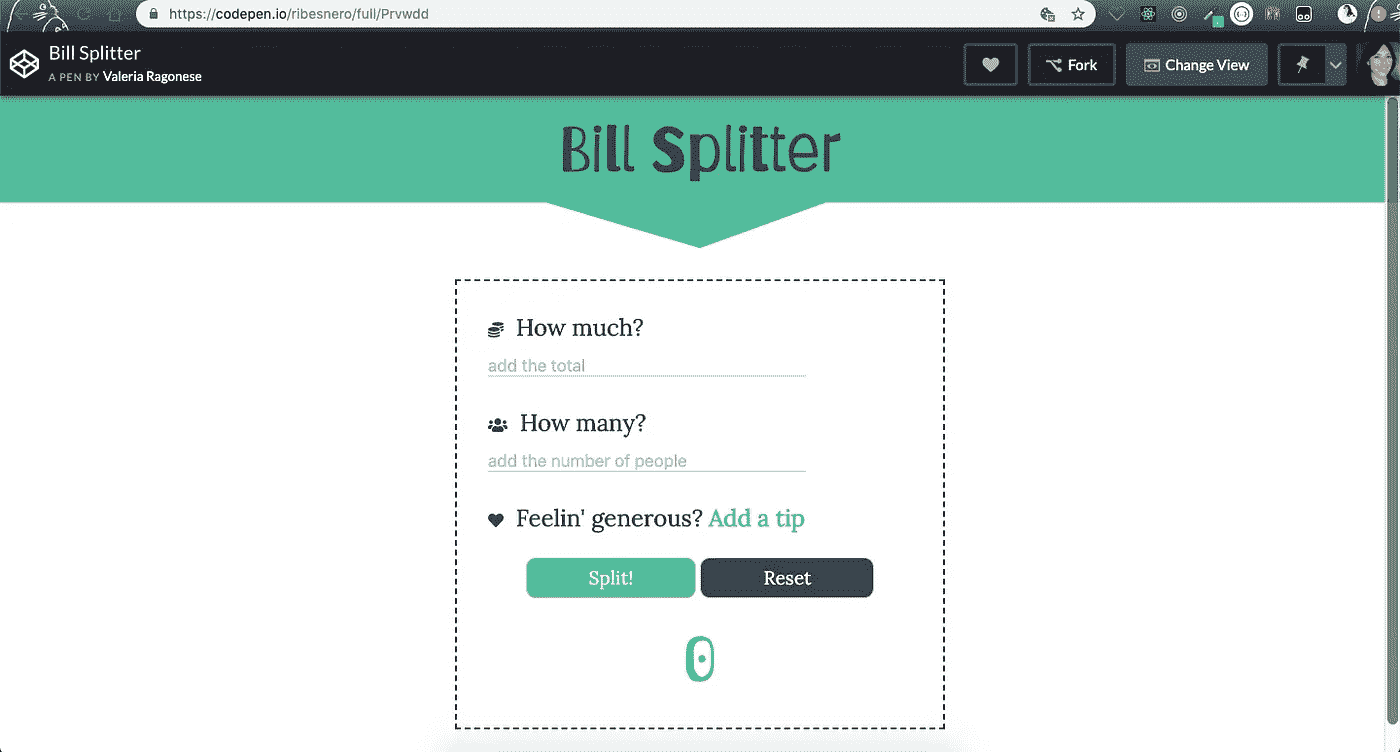 https://codepen.io/ribesnero/full/Prvwdd
Bill Splitter
A PEN BY Valeria Ragonese
Fork
Change View
Bill Splitter
How much?
add the total
How many?
add the number of people
Feelin' generous? Add a tip
Split!
Reset
0